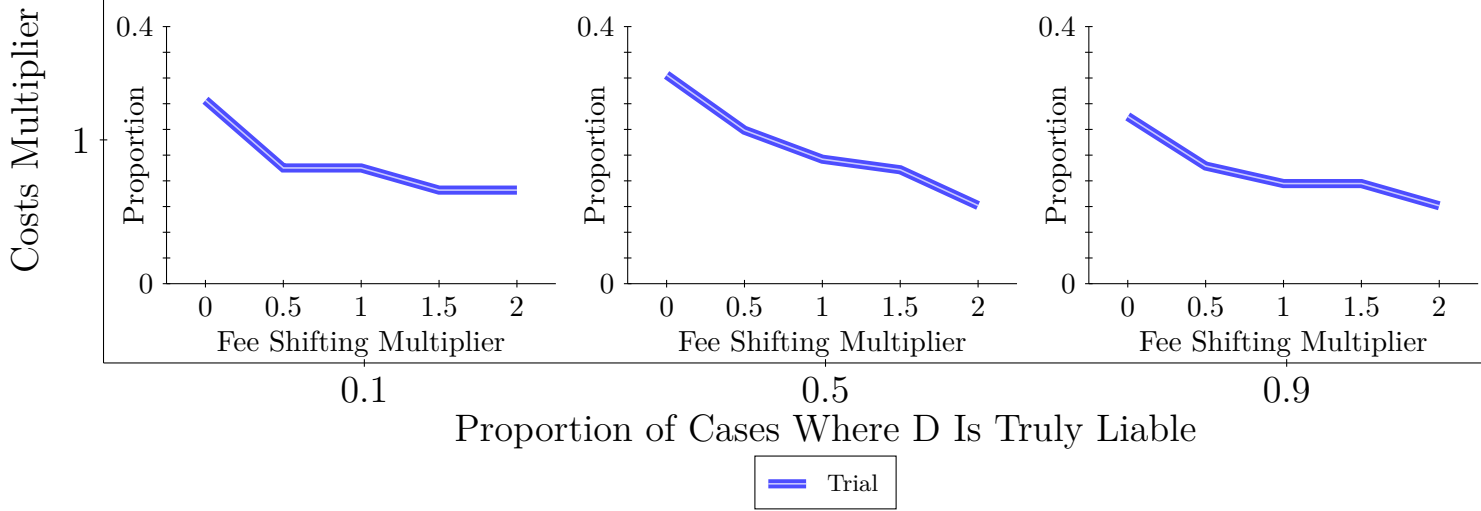 Costs Multiplier
1
0.4
0
Proportion
0 0.5 1 1.5 2
Fee Shifting Multiplier
0.4
0
Proportion
0 0.5 1 1.5 2
Fee Shifting Multiplier
0.4
0
Proportion
0 0.5 1 1.5 2
Fee Shifting Multiplier
0.1 0.5 0.9
Proportion of Cases Where D Is Truly Liable
Trial